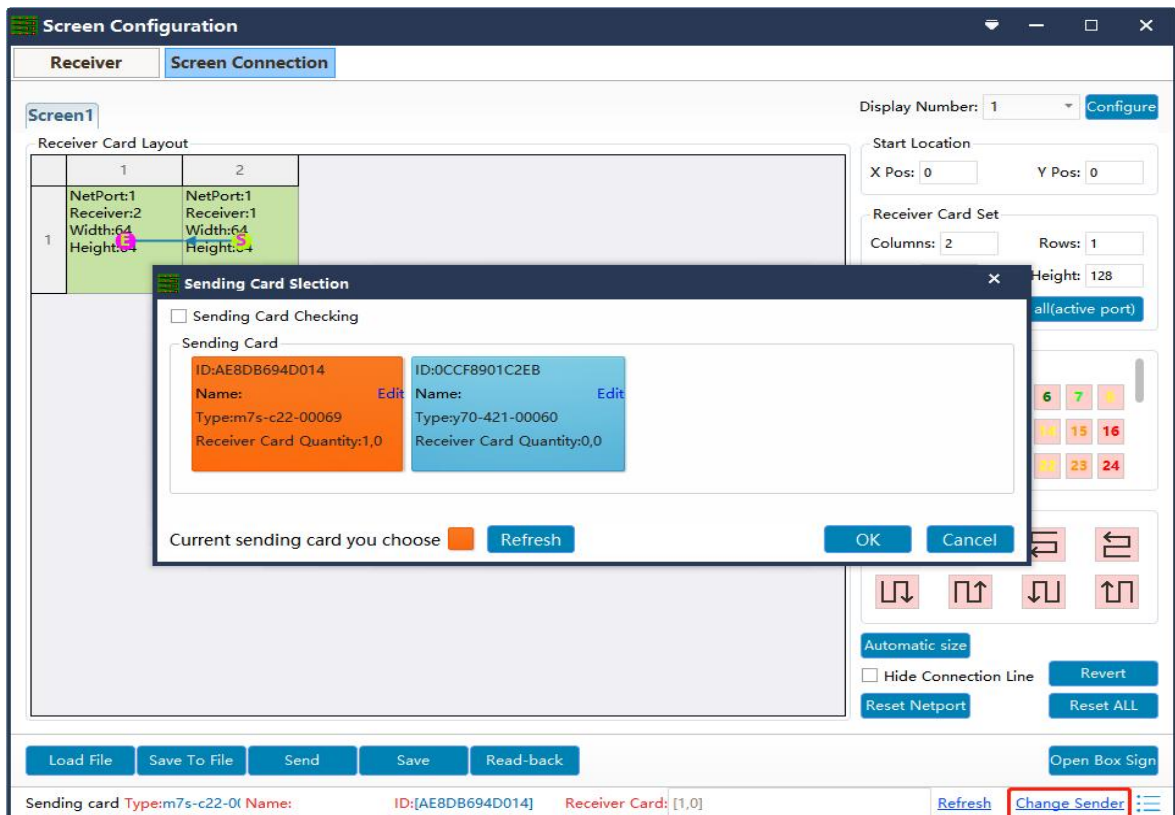 Screen Configuration
Receiver
Screen Connection
Screen1
Display Number: 1
Configure
Receiver Card Layout
1
2
1
NetPort:1
Receiver:2
Width:64
E
NetPort:1
Receiver:1
Width:64
S
Start Location
X Pos: 0
Y Pos: 0
Receiver Card Set
Columns: 2
Rows: 1
Height: 128
all(active port)
6
7
15
16
23
24
Sending Card Slection
Sending Card Checking
Sending Card
ID:AE8DB694D014
Name:
Edit
Type:m7s-c22-00069
Receiver Card Quantity:1,0
ID:0CCF8901C2EB
Name:
Edit
Type:y70-421-00060
Receiver Card Quantity:0,0
Current sending card you choose
Refresh
OK
Cancel
Automatic size
Hide Connection Line
Revert
Reset Netport
Reset ALL
Load File
Save To File
Send
Save
Read-back
Open Box Sign
Sending card Type:m7s-c22-0( Name:
ID:[AE8DB694D014]
Receiver Card: [1,0]
Refresh
Change Sender